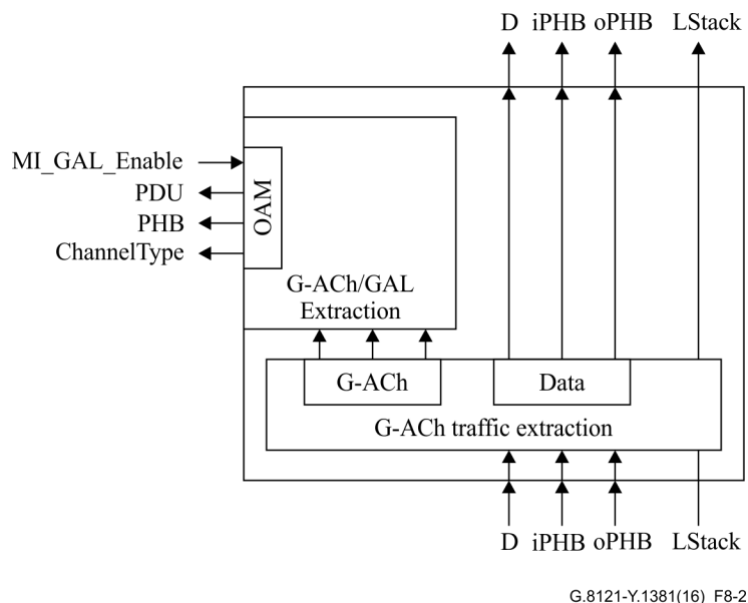 D iPHB oPHB LStack
MI_GAL_Enable
PDU
PHB
ChannelType
OAM
G-ACh/GAL
Extraction
G-ACh
Data
G-ACh traffic extraction
D iPHB oPHB LStack
G.8121-Y.1381(16)_F8-2